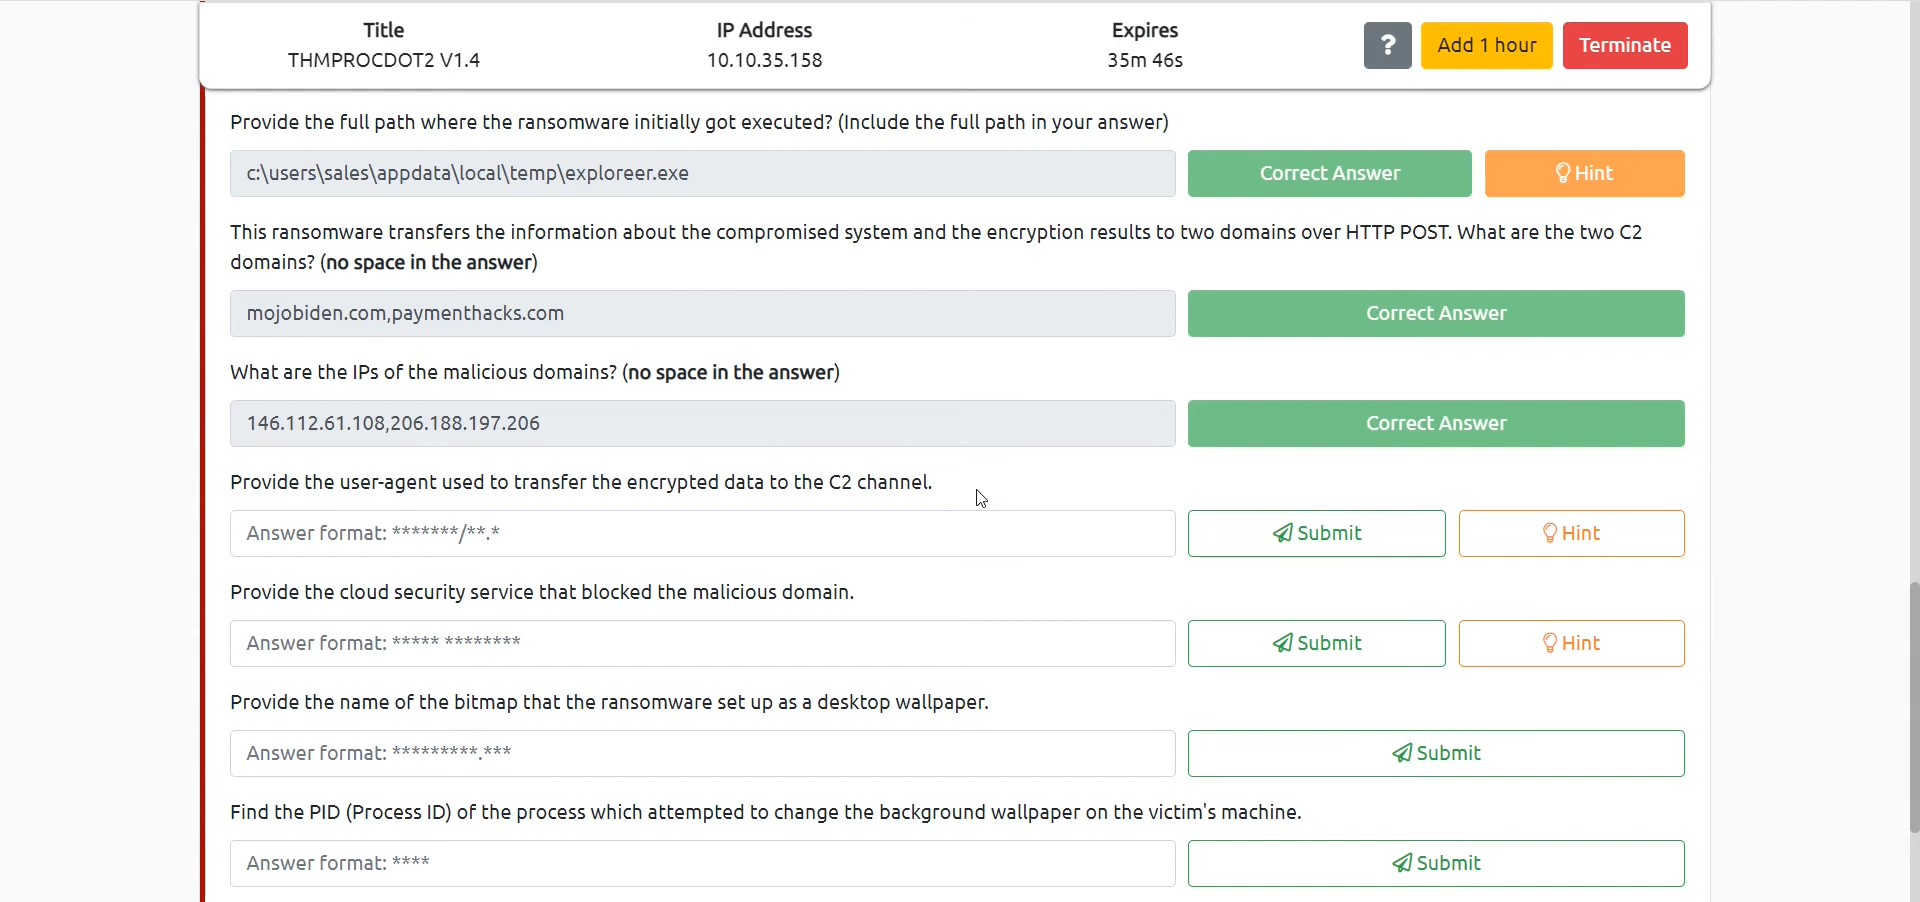 Title
THMPROCDOT2 V1.4
IP Address
10.10.35.158
Expires
35m 46s
?
Add 1 hour
Terminate
Provide the full path where the ransomware initially got executed? (Include the full path in your answer)
c:\users\sales\appdata\local\temp\exploreer.exe
Correct Answer
Hint
This ransomware transfers the information about the compromised system and the encryption results to two domains over HTTP POST. What are the two C2
domains? (no space in the answer)
mojobiden.com,paymenthacks.com
Correct Answer
What are the IPs of the malicious domains? (no space in the answer)
146.112.61.108,206.188.197.206
Correct Answer
Provide the user-agent used to transfer the encrypted data to the C2 channel.
Answer format: *******/**.*
Submit
Hint
Provide the cloud security service that blocked the malicious domain.
Answer format: ***** ********
Submit
Hint
Provide the name of the bitmap that the ransomware set up as a desktop wallpaper.
Answer format: *********.***
Submit
Find the PID (Process ID) of the process which attempted to change the background wallpaper on the victim's machine.
Answer format: ****
Submit